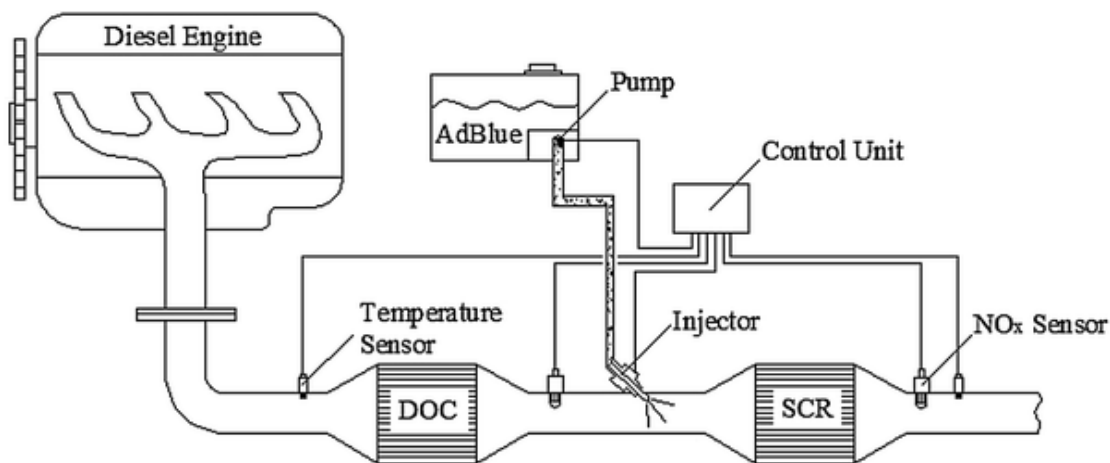 Diesel Engine
Pump
AdBlue
Control Unit
Temperature
Sensor
Injector
NOx Sensor
DOC
SCR